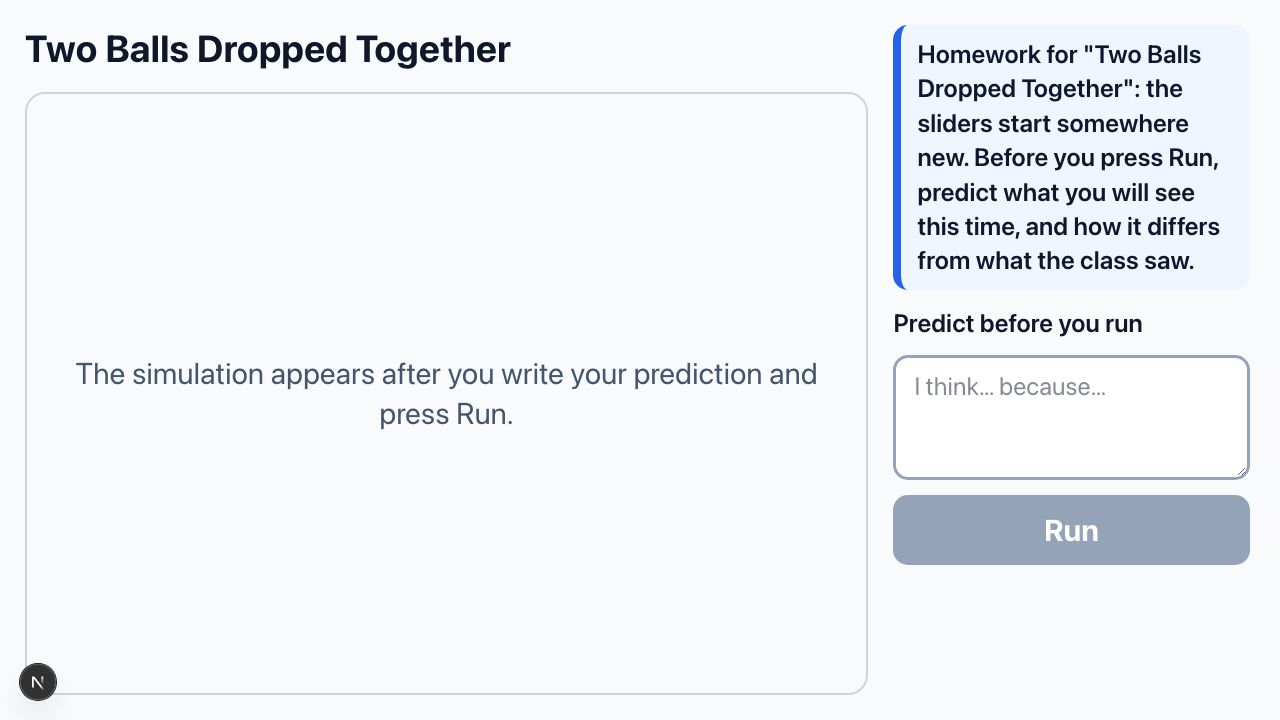 Two Balls Dropped Together
The simulation appears after you write your prediction and
press Run.
Homework for "Two Balls
Dropped Together": the
sliders start somewhere
new. Before you press Run,
predict what you will see
this time, and how it differs
from what the class saw.
Predict before you run
I think... because...
Run
N